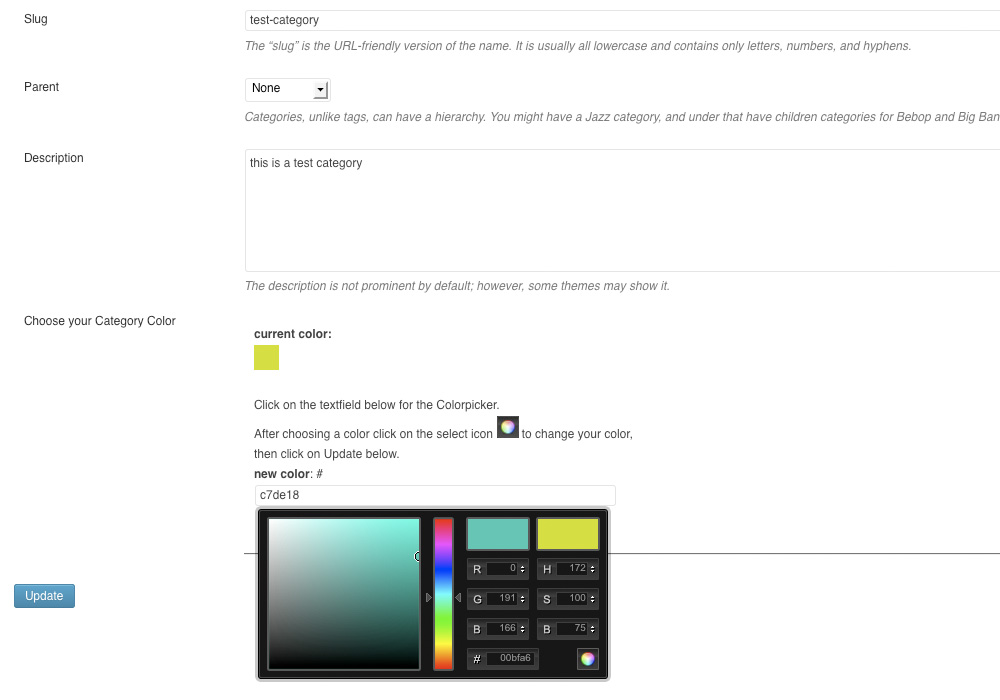 Slug
test-category
The “slug” is the URL-friendly version of the name. It is usually all lowercase and contains only letters, numbers, and hyphens.
Parent
None
Categories, unlike tags, can have a hierarchy. You might have a Jazz category, and under that have children categories for Bebop and Big Ban
Description
this is a test category
The description is not prominent by default; however, some themes may show it.
Choose your Category Color
current color:
Click on the textfield below for the Colorpicker.
After choosing a color click on the select icon to change your color,
then click on Update below.
new color: #
c7de18
R 0 H 172
G 191 S 100
B 166 B 75
# 00bfa6
Update